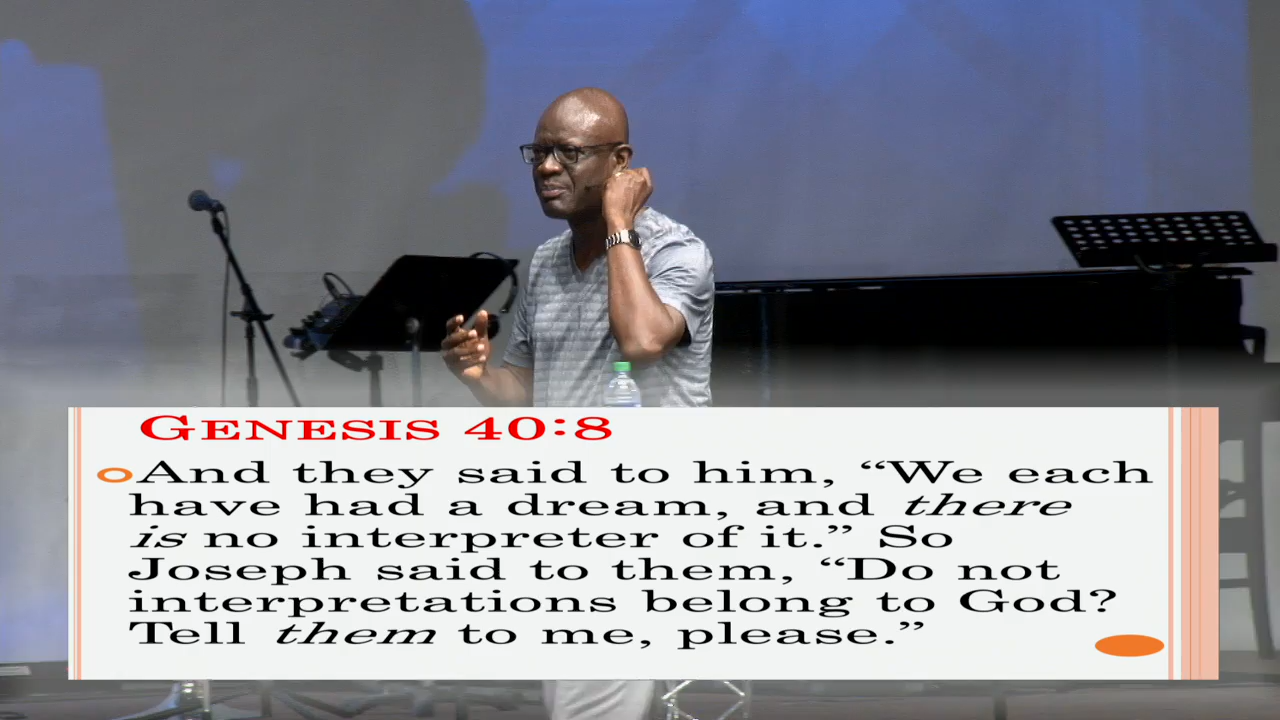 GENESIS 40:8
And they said to him, “We each
have had a dream, and there
is no interpreter of it.” So
Joseph said to them, “Do not
interpretations belong to God?
Tell them to me, please.”